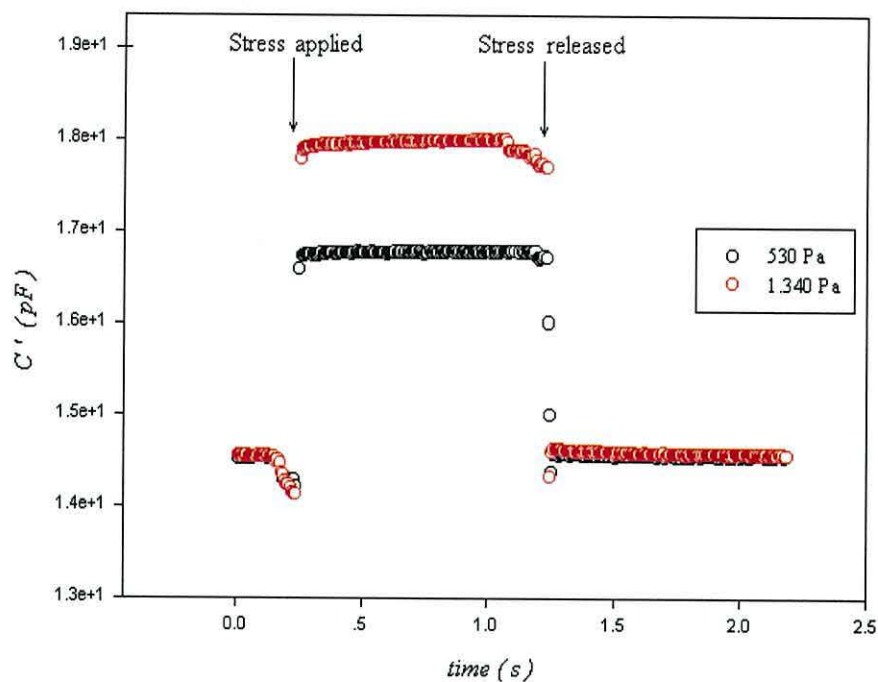 Stress applied
Stress released
1.9e+1
1.8e+1
1.7e+1
1.6e+1
1.5e+1
1.4e+1
1.3e+1
C' (pF)
530 Pa
1.340 Pa
0.0
.5
1.0
1.5
2.0
2.5
time (s)